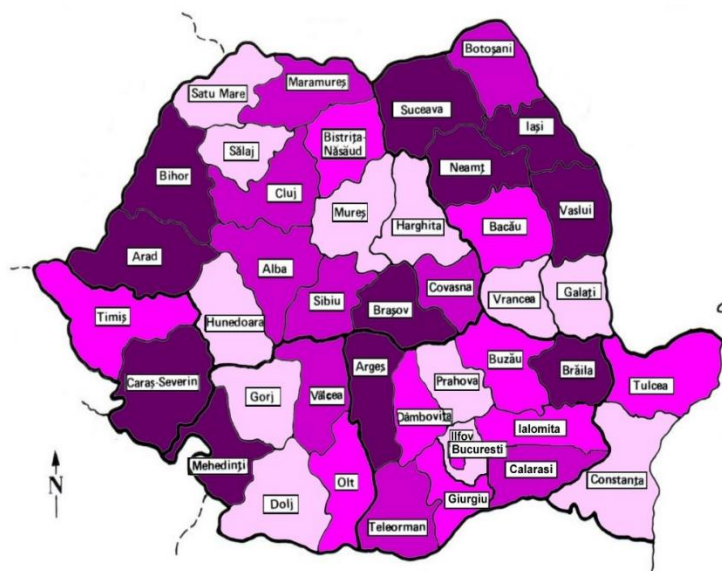 Botoșani
Maramureș
Satu Mare
Suceava
Iași
Bistrița-
Năsăud
Sălaj
Neamț
Bihor
Cluj
Mureș
Vaslui
Harghita
Bacău
Arad
Alba
Covasna
Sibiu
Brașov
Vrancea
Galați
Timiș
Hunedoara
Argeș
Buzău
Brăila
Caraș-Severin
Prahova
Tulcea
Gorj
Vâlcea
Dâmbovița
Ialomita
Ilfov
Bucuresti
Mehedinți
Calarasi
Constanța
N
Olt
Giurgiu
Dolj
Teleorman